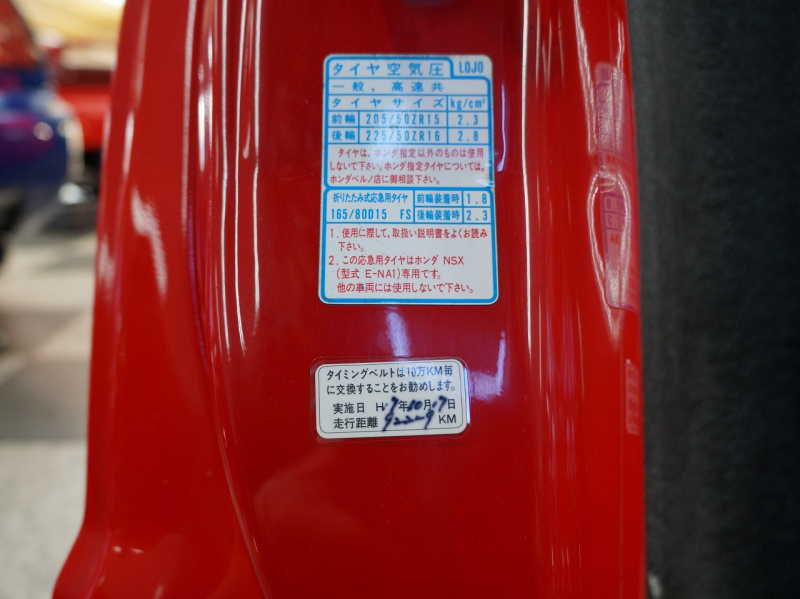 タイヤ空気圧 L0J0
一般，高速共
タイヤサイズ kg/cm²
前輪 205/50ZR15 2.3
後輪 225/50ZR16 2.8
タイヤは，ホンダ指定以外のものは使用
しないで下さい。ホンダ指定タイヤについては，
ホンダベルノ店に御相談下さい。
折りたたみ式応急用タイヤ 前輪装着時 1.8
165/80D15 FS 後輪装着時 2.3
1．使用に際して，取扱い説明書をよくお読み
下さい。
2．この応急用タイヤはホンダ NSX
(型式 E-NA1)専用です。
他の車両には使用しないで下さい。
タイミングベルトは10万KM毎
に交換することをお勧めします。
実施日 H17年10月17日
走行距離 92229 KM